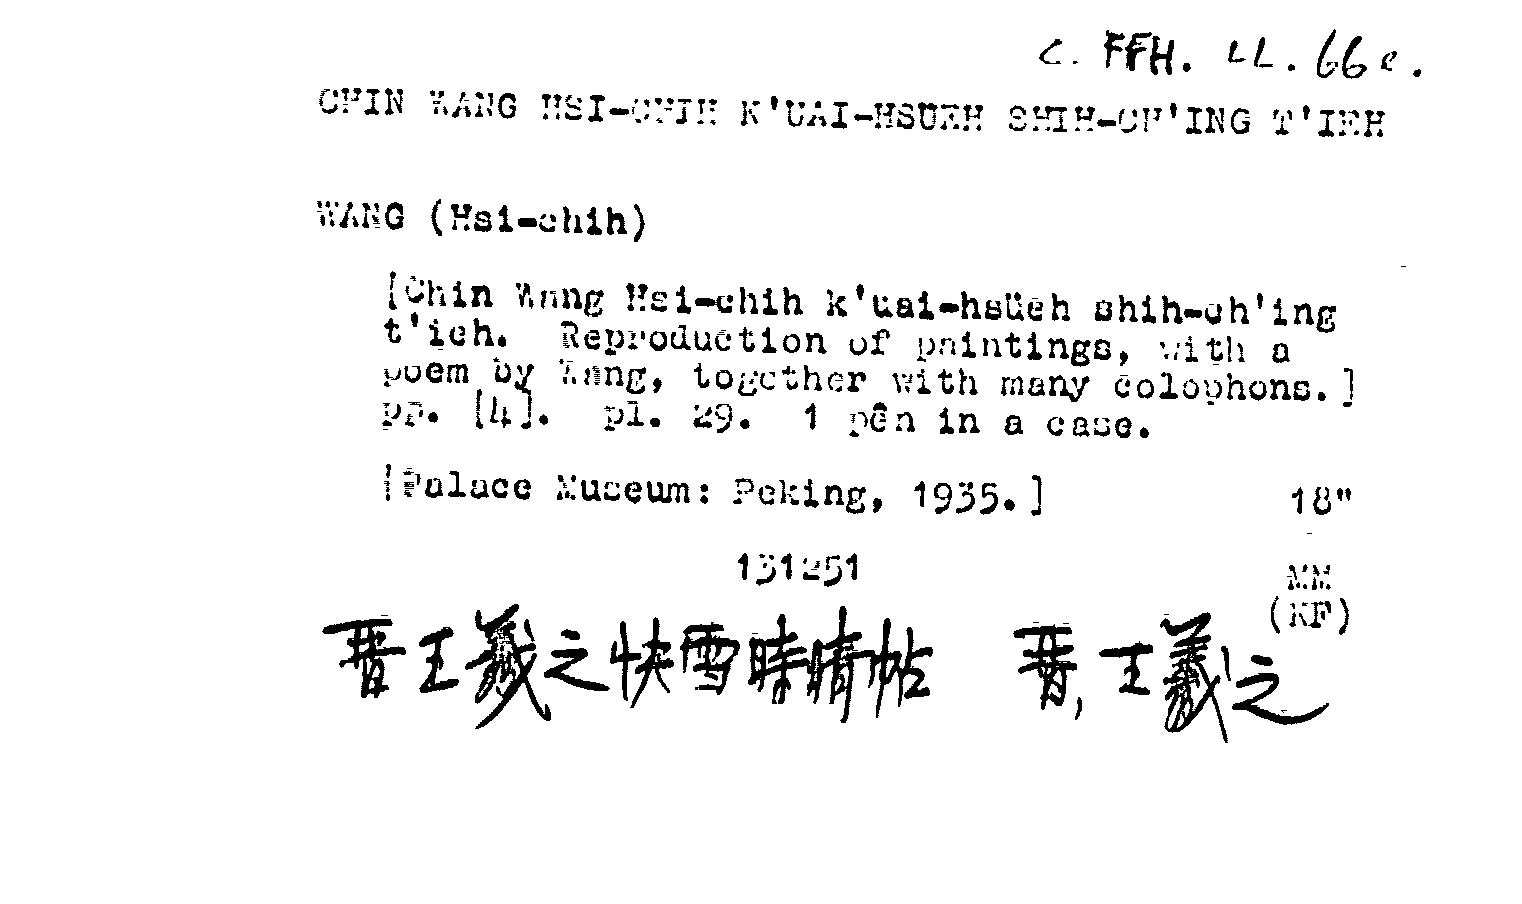 C. FFH. LL. 66 e.
CHIN WANG HSI-CHIH K'UAI-HSÜEH SHIH-CH'ING T'IEH
WANG (Hsi-chih)
[Chin Wang Hsi-chih k'uai-hsüeh shih-ch'ing
t'ieh.  Reproduction of paintings, with a
poem by Wang, together with many colophons.]
pp. [4].  pl. 29.  1 pên in a case.
[Palace Museum: Peking, 1935.] 18"
131251 MM
(KF)
晋王羲之快雪時晴帖 晋,王羲之